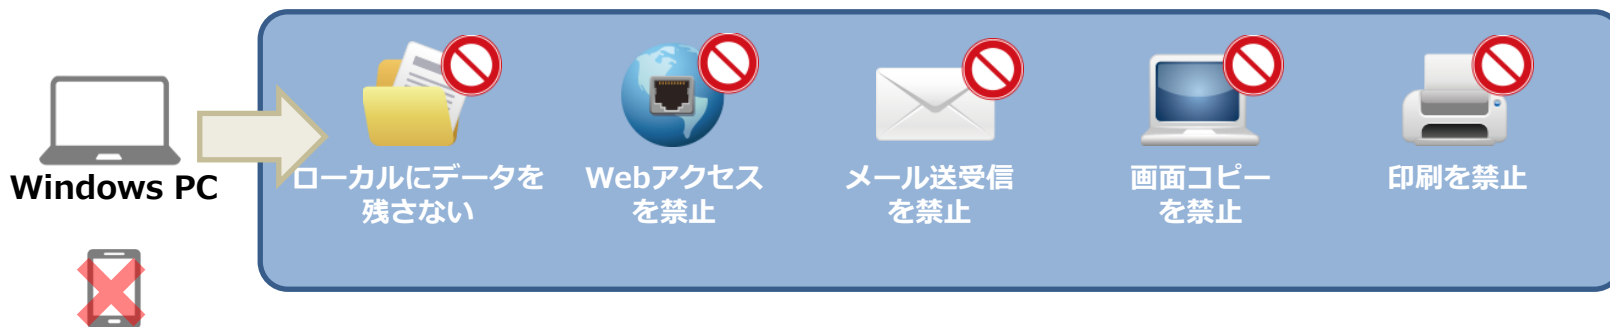 Windows PC
ローカルにデータを
残さない
Webアクセス
を禁止
メール送受信
を禁止
画面コピー
を禁止
印刷を禁止